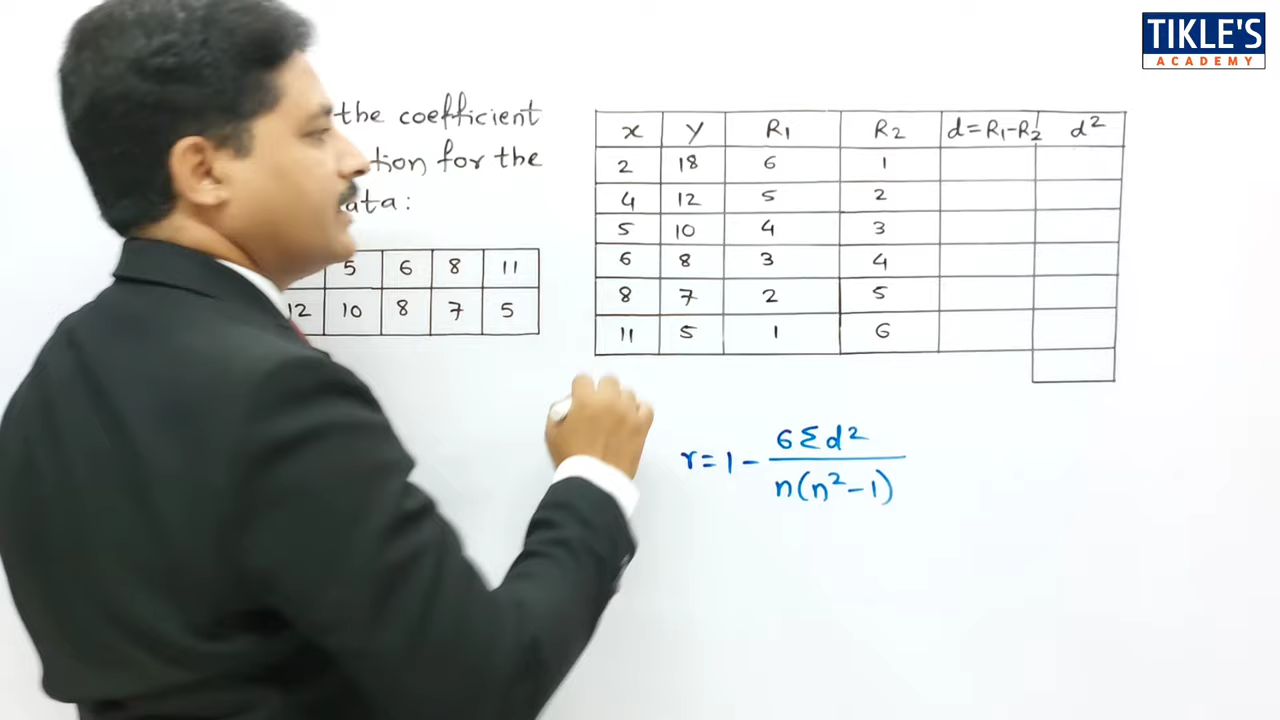 TIKLE'S
ACADEMY
the coefficient
for the
5 6 8 11
12 10 8 7 5
x y R₁ R₂ d=R₁-R₂ d²
2 18 6 1
4 12 5 2
5 10 4 3
6 8 3 4
8 7 2 5
11 5 1 6
r=1-
6Σd²
n(n²-1)